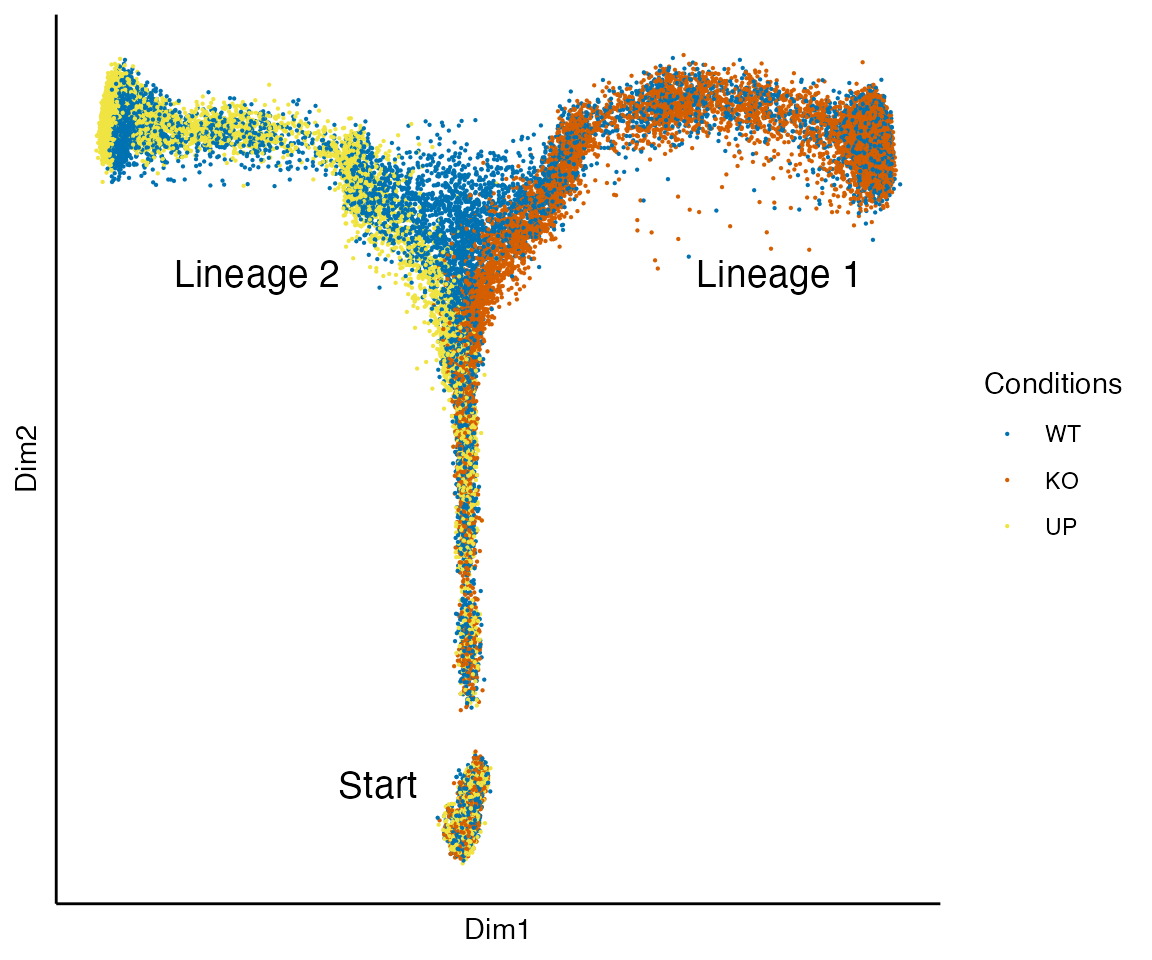 Lineage 2
Lineage 1
Start
Dim2
Dim1
Conditions
WT
KO
UP